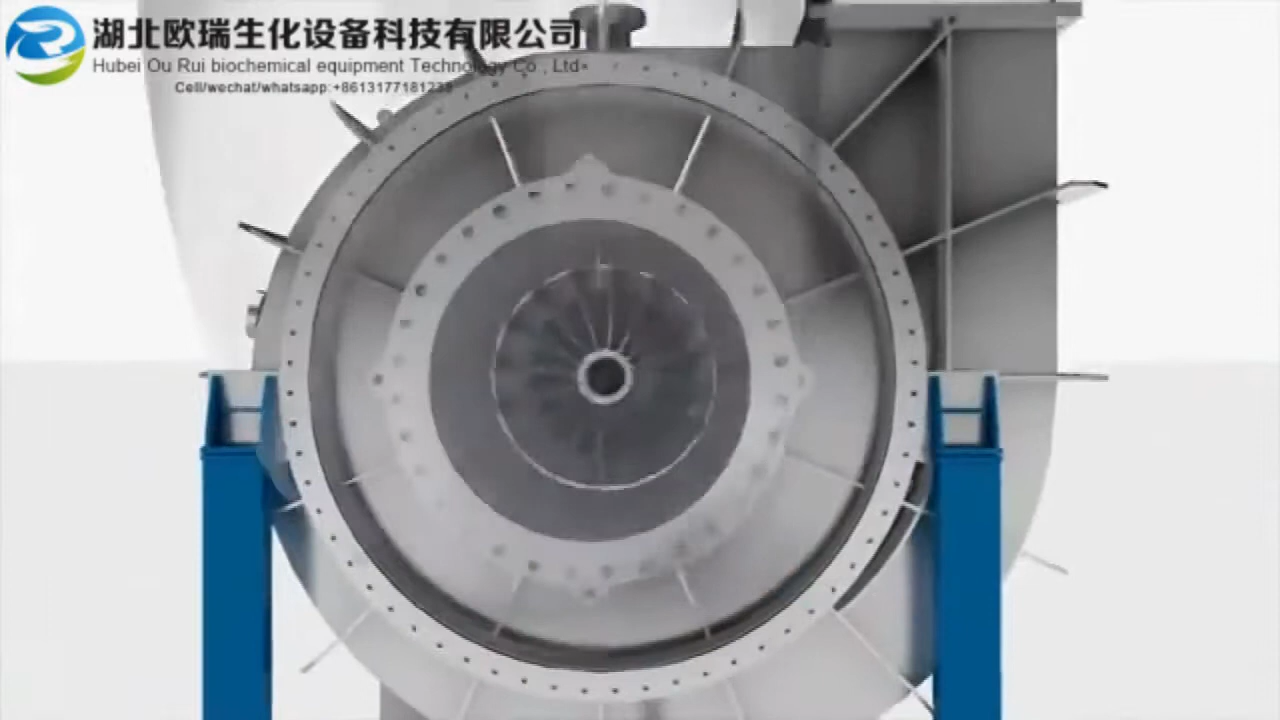 湖北欧瑞生化设备科技有限公司
Hubei Ou Rui biochemical equipment Technology Co , Ltd.
Cell/wechat/whatsapp:+8613177181235